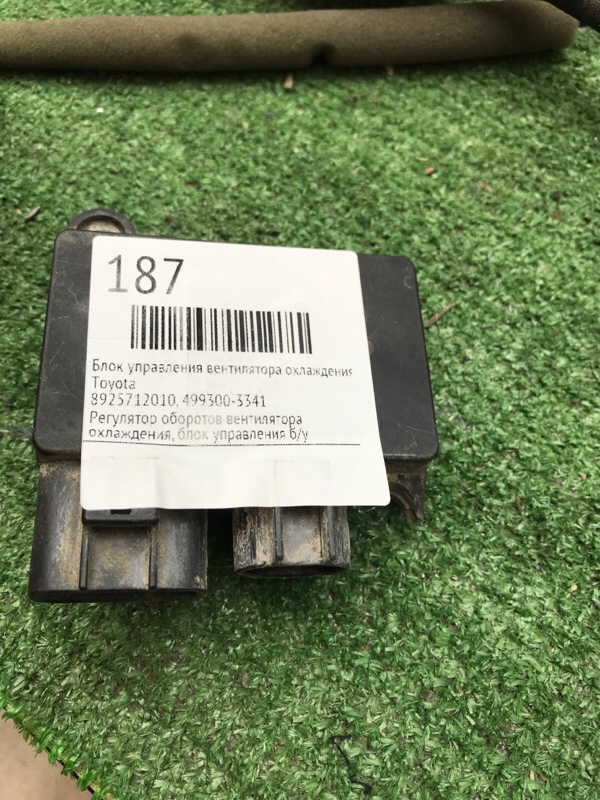 187
Блок управления вентилятора охлаждения
Toyota
8925712010, 499300-3341
Регулятор оборотов вентилятора
охлаждения, блок управления б/у